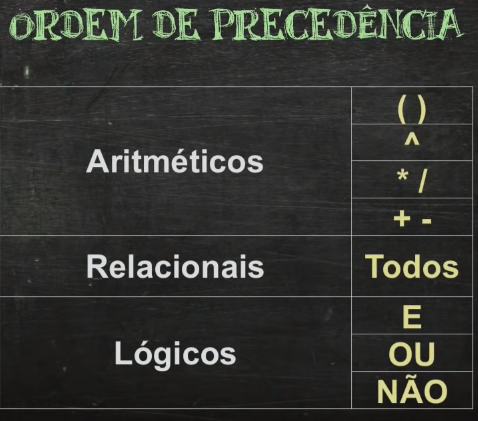 ORDEM DE PRECEDÊNCIA
Aritméticos
( )
^
* /
+ -
Relacionais
Todos
Lógicos
E
OU
NÃO